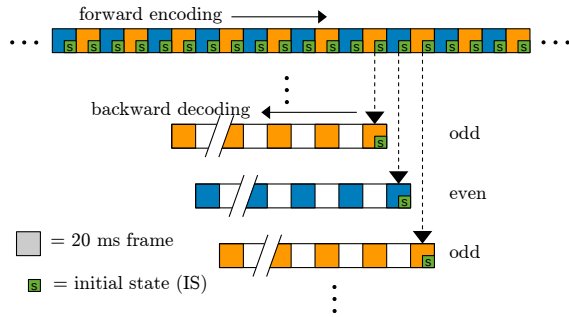 forward encoding
... s s s s s s s s s s s s s s s s s s s s ...
backward decoding
s odd
s even
= 20 ms frame
s odd
s = initial state (IS)